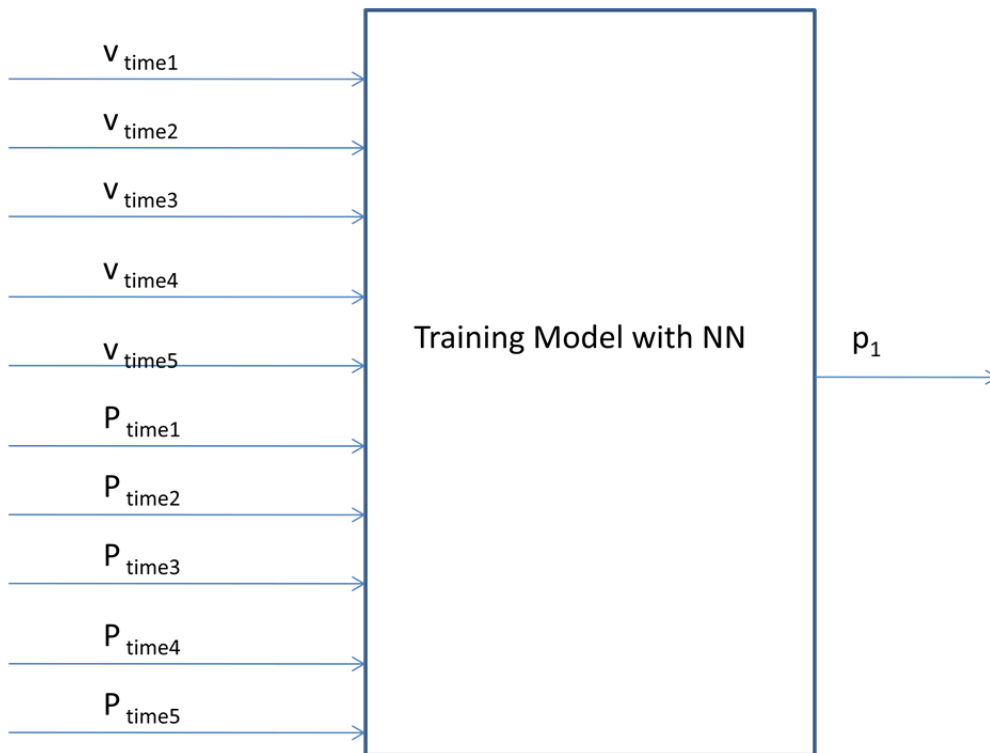 v time1
v time2
v time3
v time4
v time5
P time1
P time2
P time3
P time4
P time5
Training Model with NN
p1